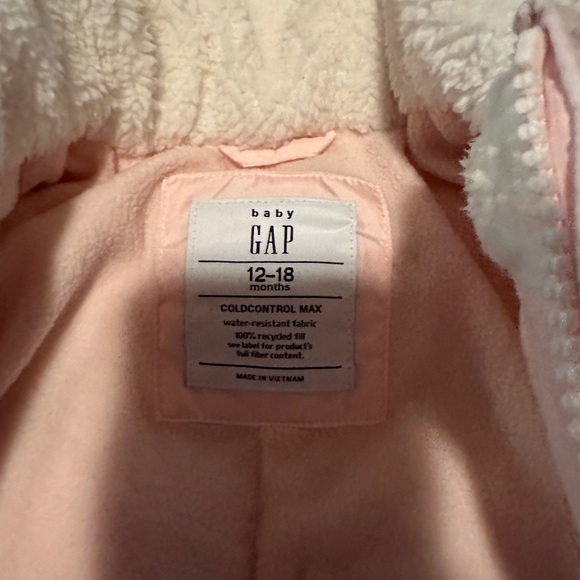 baby
GAP
12-18
months
COLDCONTROL MAX
water-resistant fabric
100% recycled fill
see label for product's
full fiber content.
MADE IN VIETNAM